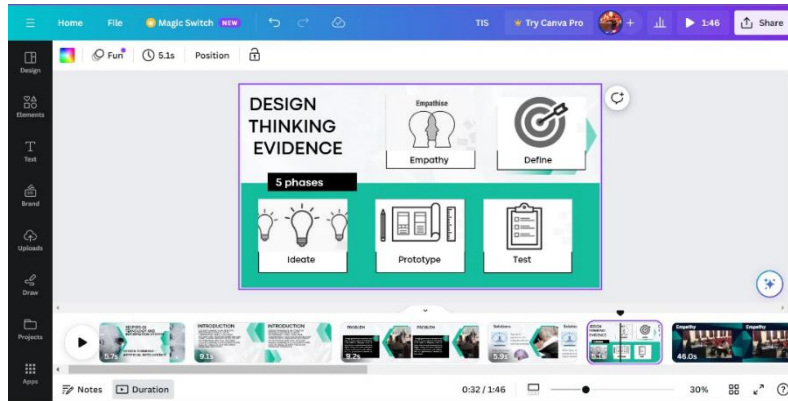 Home File Magic Switch NEW TIS Try Canva Pro + 1:46 Share
Fun 5.1s Position
Design
Elements
Text
Brand
Uploads
Draw
Projects
Apps
DESIGN
THINKING
EVIDENCE
5 phases
Empathise
Empathy
Define
Ideate
Prototype
Test
INTRODUCTION INTRODUCTION
PROBLEM PROBLEM
Solutions
Empathy Empathy
5.7s 9.1s 9.2s 5.9s 5.1s 46.0s
Notes Duration 0:32 / 1:46 30%